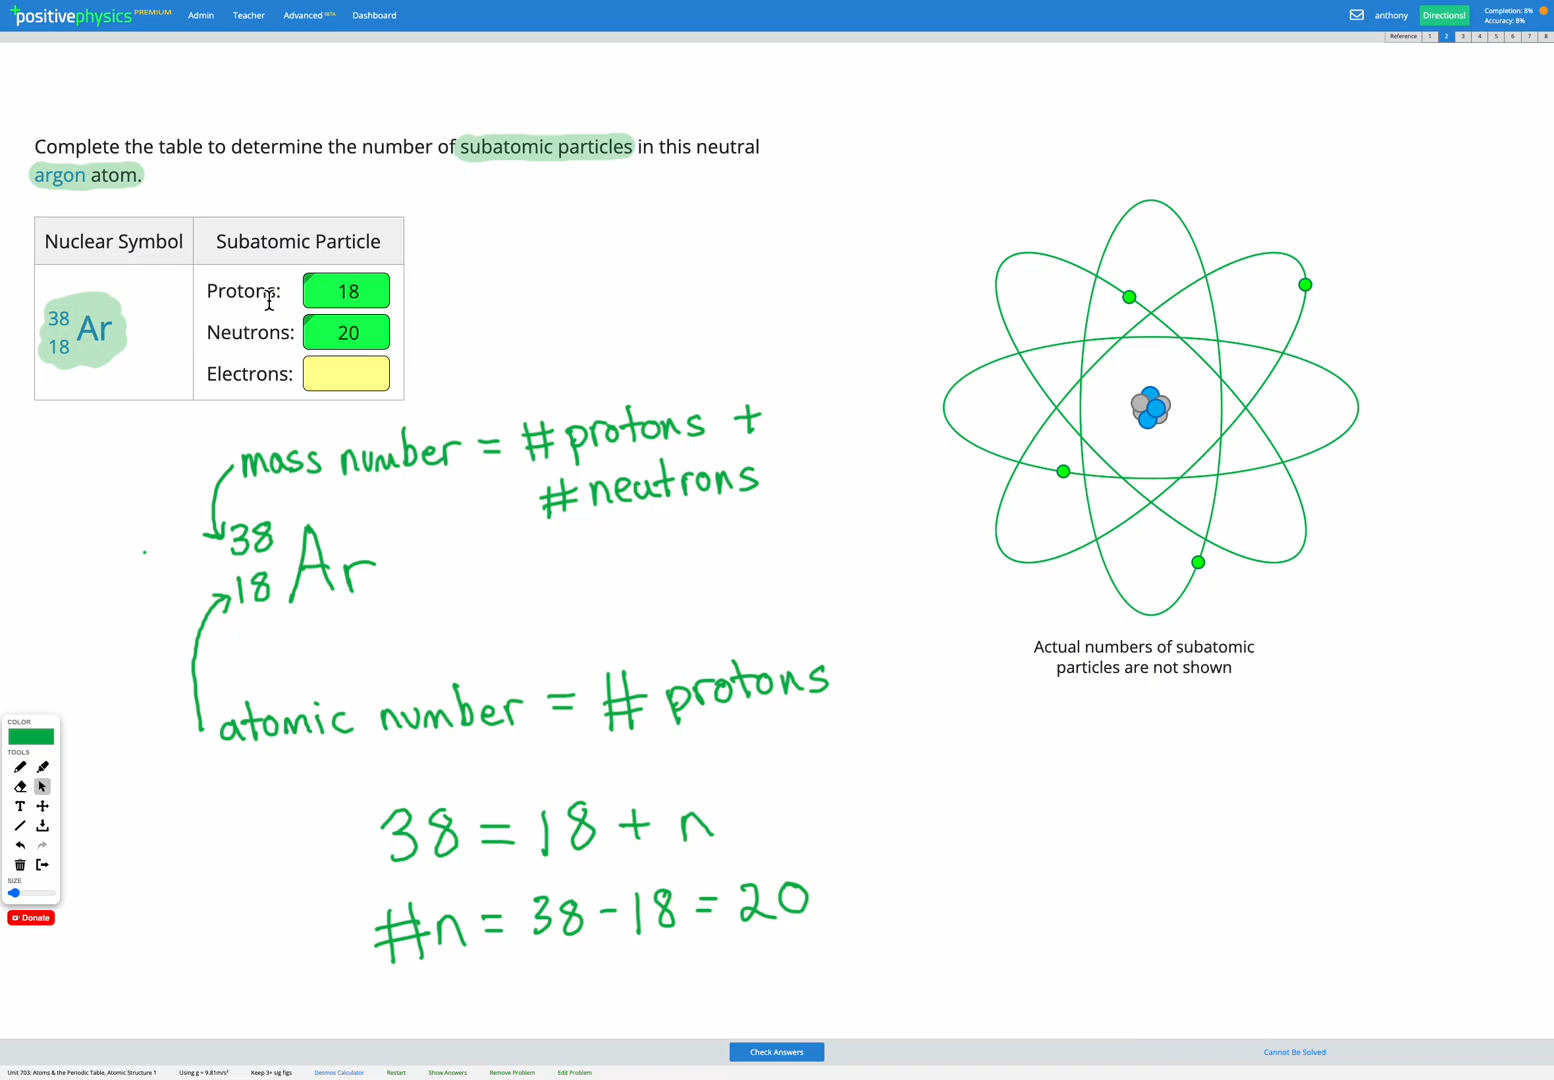 +positivephysics PREMIUM Admin Teacher Advanced BETA Dashboard anthony Directions! Completion: 8%
Accuracy: 8%
Reference 1 2 3 4 5 6 7 8
Complete the table to determine the number of subatomic particles in this neutral
argon atom.
Nuclear Symbol Subatomic Particle
Protons: 18
38
18 Ar
Neutrons: 20
Electrons:
mass number = # protons +
# neutrons
38
18 Ar
atomic number = # protons
38 = 18 + n
#n = 38 - 18 = 20
Actual numbers of subatomic
particles are not shown
COLOR
TOOLS
T
SIZE
Donate
Check Answers
Cannot Be Solved
Unit 703: Atoms & the Periodic Table, Atomic Structure 1 Using g = 9.81m/s² Keep 3+ sig figs Desmos Calculator Restart Show Answers Remove Problem Edit Problem